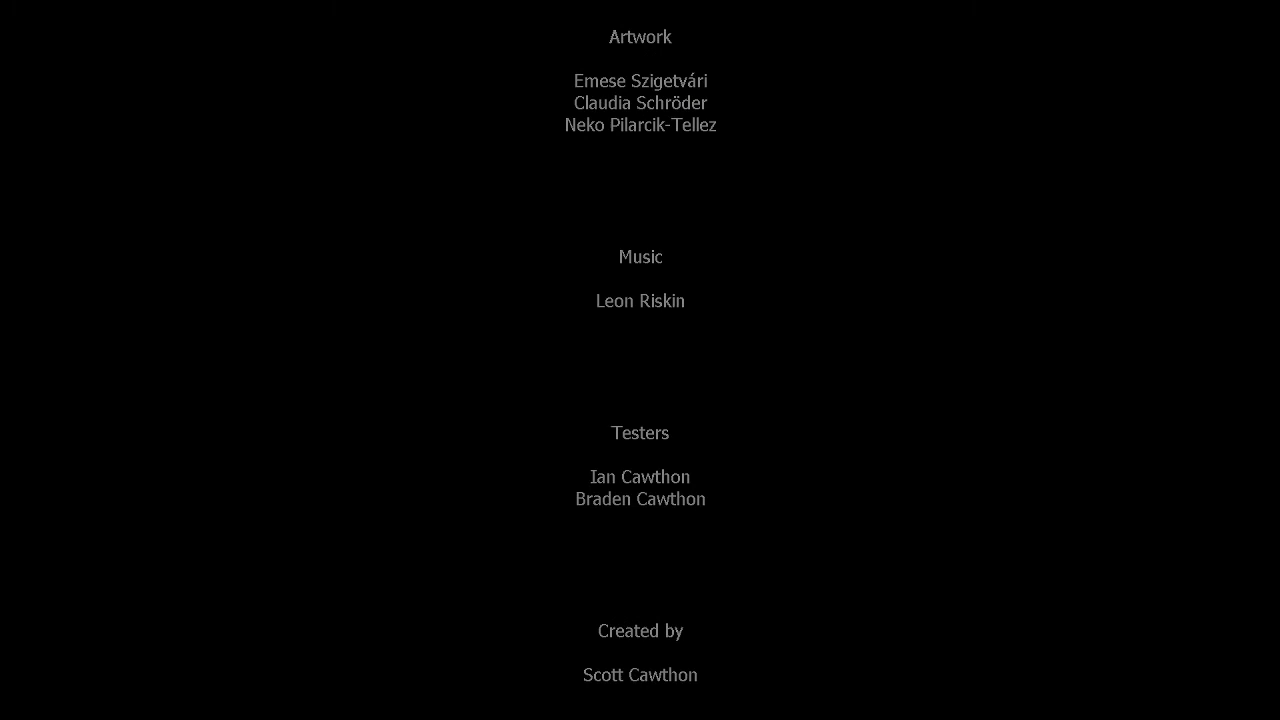 Artwork
Emese Szigetvári
Claudia Schröder
Neko Pilarcik-Tellez
Music
Leon Riskin
Testers
Ian Cawthon
Braden Cawthon
Created by
Scott Cawthon